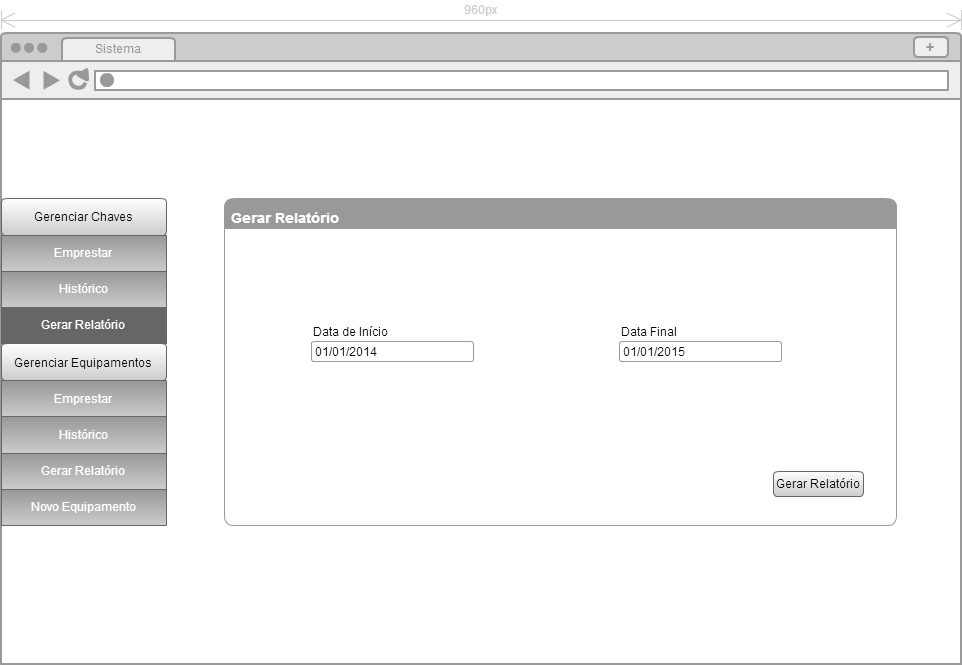 960px
Sistema
+
Gerenciar Chaves
Emprestar
Histórico
Gerar Relatório
Gerenciar Equipamentos
Emprestar
Histórico
Gerar Relatório
Novo Equipamento
Gerar Relatório
Data de Início
01/01/2014
Data Final
01/01/2015
Gerar Relatório